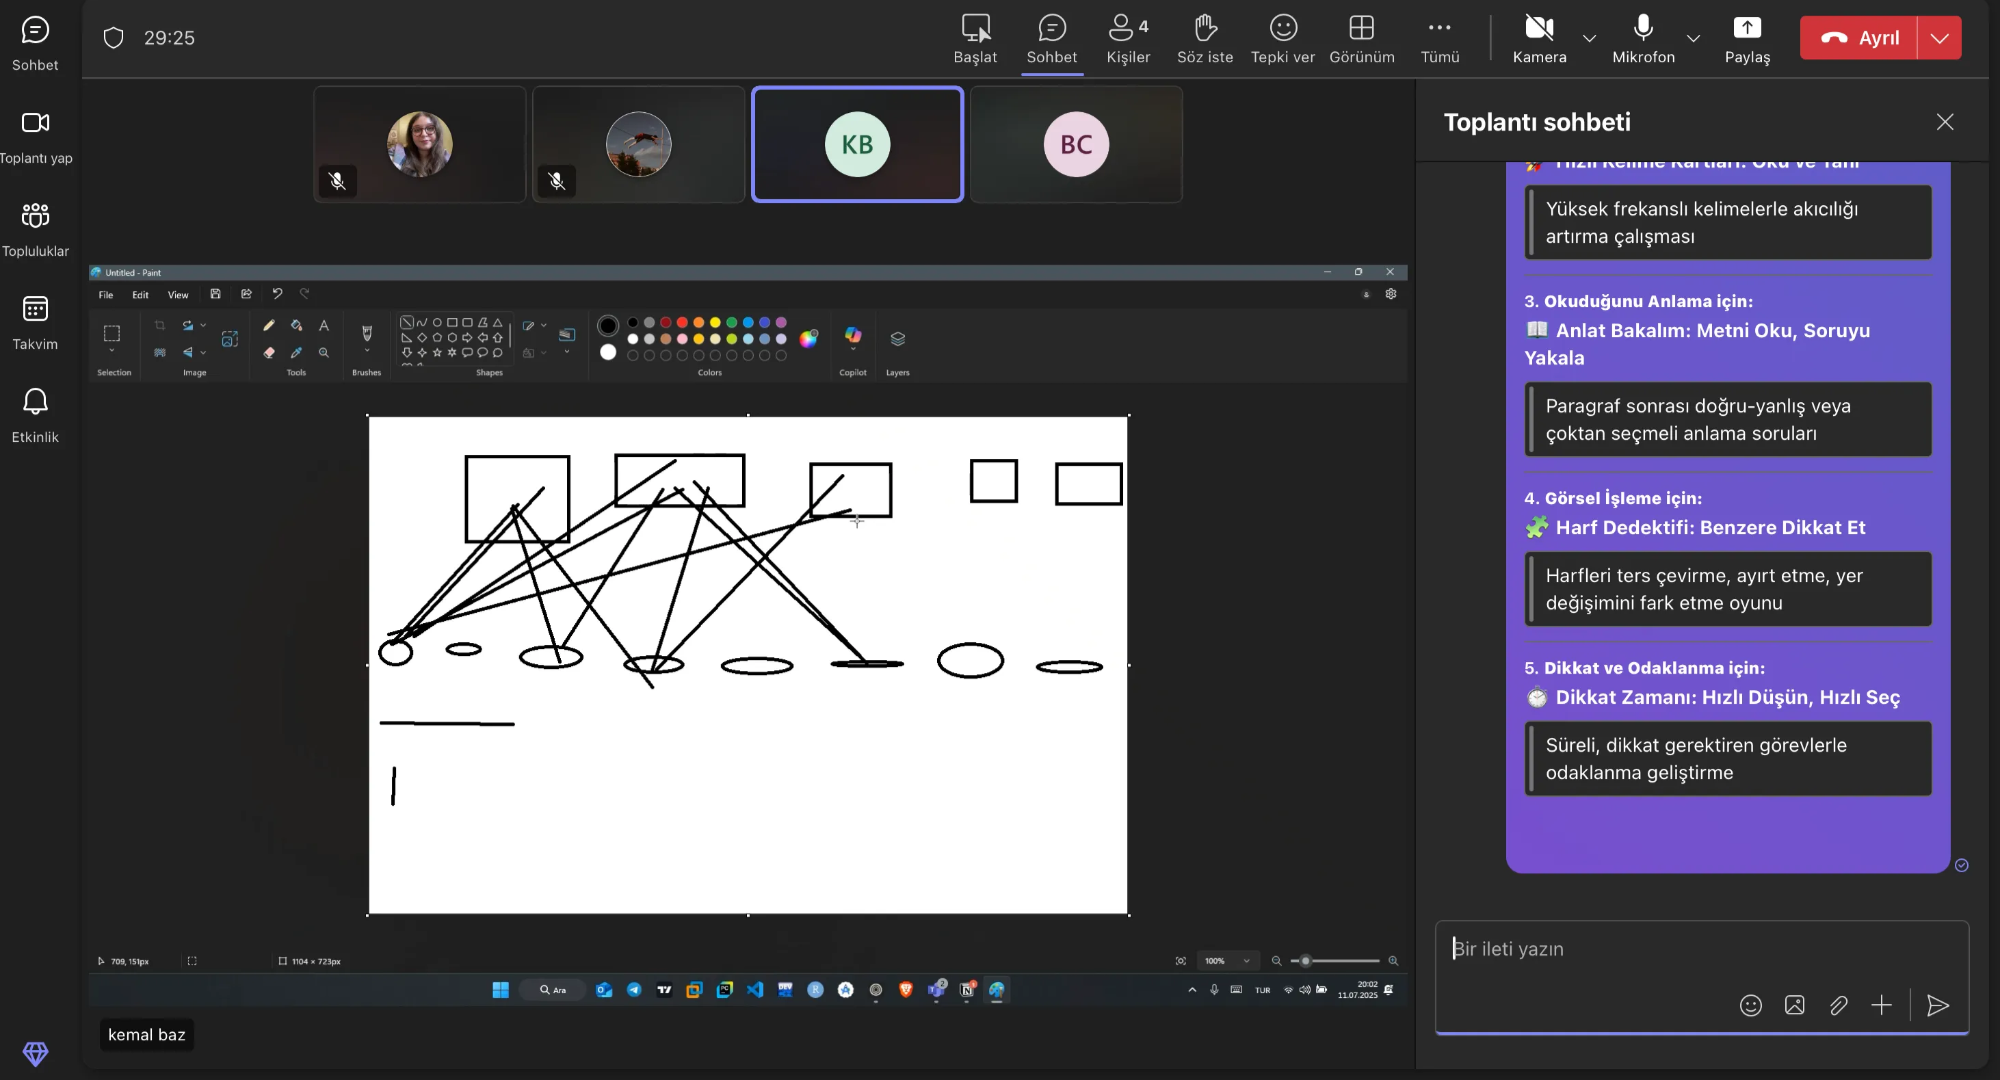 Sohbet
Toplantı yap
Topluluklar
Takvim
Etkinlik
29:25
Başlat
Sohbet
4
Kişiler
Söz iste
Tepki ver
Görünüm
Tümü
Kamera
Mikrofon
Paylaş
Ayrıl
KB
BC
Untitled - Paint
File
Edit
View
Selection
Image
Tools
Brushes
Shapes
Colors
Copilot
Layers
709, 151px
1104 × 723px
100%
Ara
TUR
20:02
11.07.2025
kemal baz
Toplantı sohbeti
Hızlı Kelime Kartları: Oku ve Tanı
Yüksek frekanslı kelimelerle akıcılığı
artırma çalışması
3. Okuduğunu Anlama için:
📖 Anlat Bakalım: Metni Oku, Soruyu
Yakala
Paragraf sonrası doğru-yanlış veya
çoktan seçmeli anlama soruları
4. Görsel İşleme için:
🧩 Harf Dedektifi: Benzere Dikkat Et
Harfleri ters çevirme, ayırt etme, yer
değişimini fark etme oyunu
5. Dikkat ve Odaklanma için:
⏱ Dikkat Zamanı: Hızlı Düşün, Hızlı Seç
Süreli, dikkat gerektiren görevlerle
odaklanma geliştirme
Bir ileti yazın